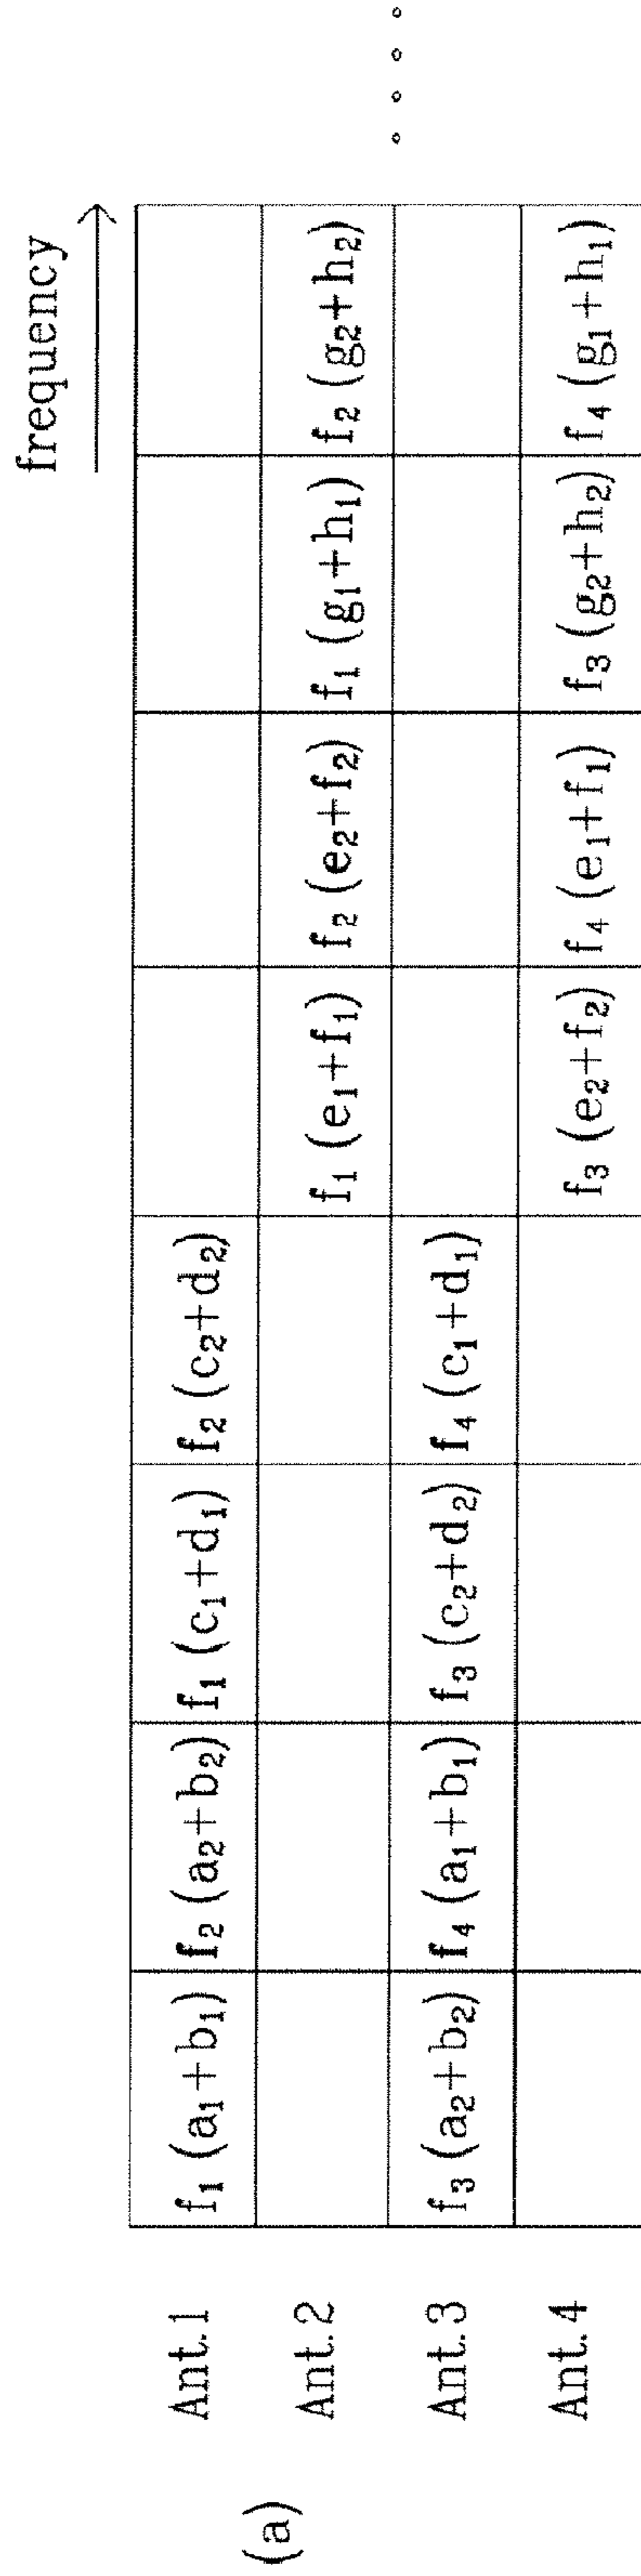 frequency
Ant.1 f₁ (a₁+b₁) f₂ (a₂+b₂) f₁ (c₁+d₁) f₂ (c₂+d₂)
Ant.2 f₁ (e₁+f₁) f₂ (e₂+f₂) f₁ (g₁+h₁) f₂ (g₂+h₂)
(a)
Ant.3 f₃ (a₂+b₂) f₄ (a₁+b₁) f₃ (c₂+d₂) f₄ (c₁+d₁)
Ant.4 f₃ (e₂+f₂) f₄ (e₁+f₁) f₃ (g₂+h₂) f₄ (g₁+h₁)